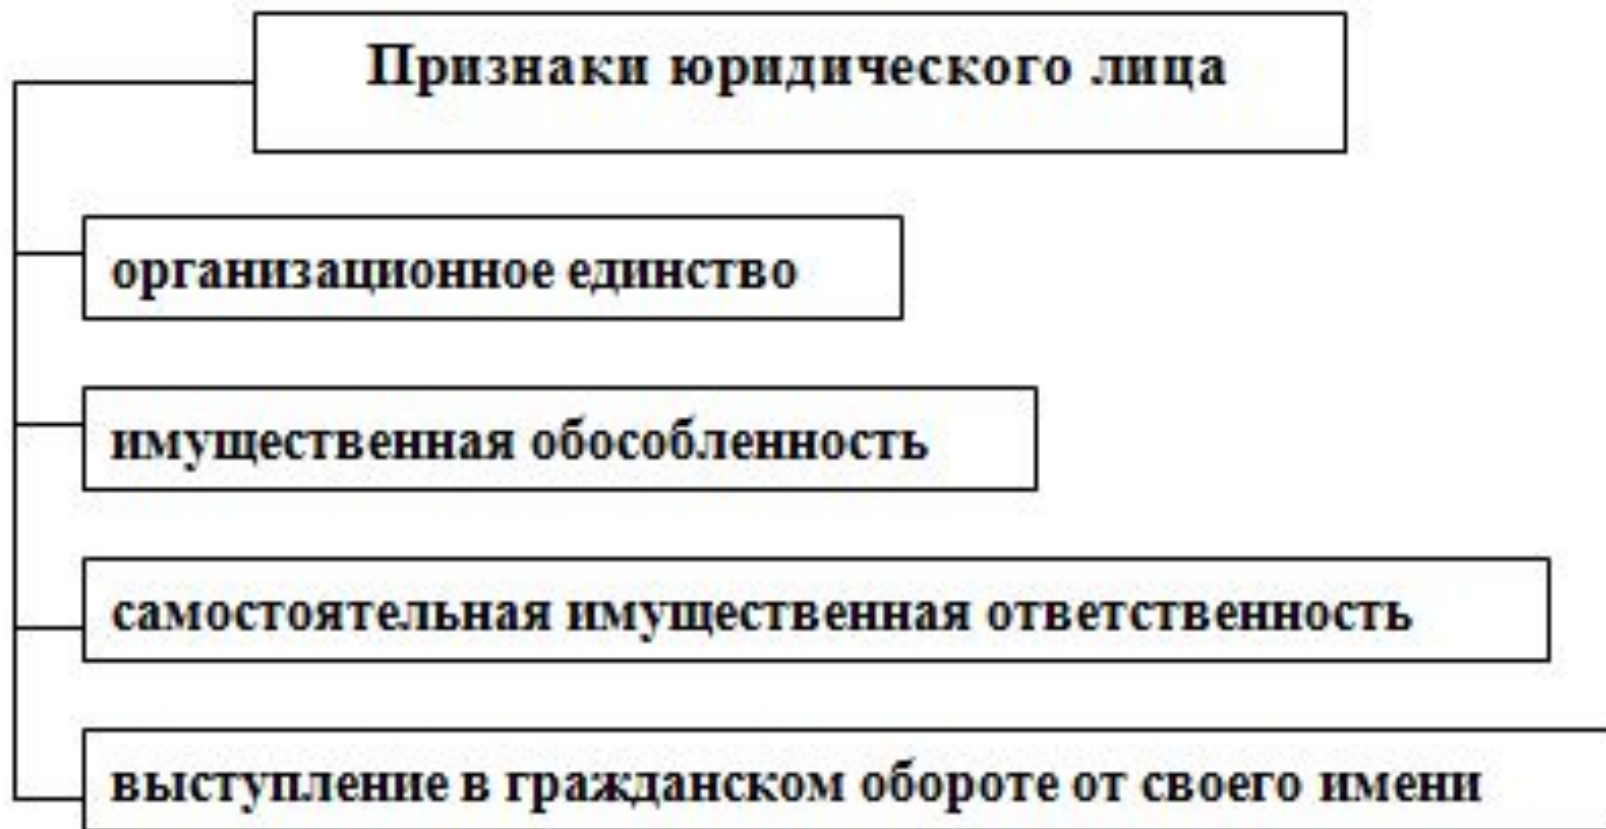 Признаки юридического лица
организационное единство
имущественная обособленность
самостоятельная имущественная ответственность
выступление в гражданском обороте от своего имени